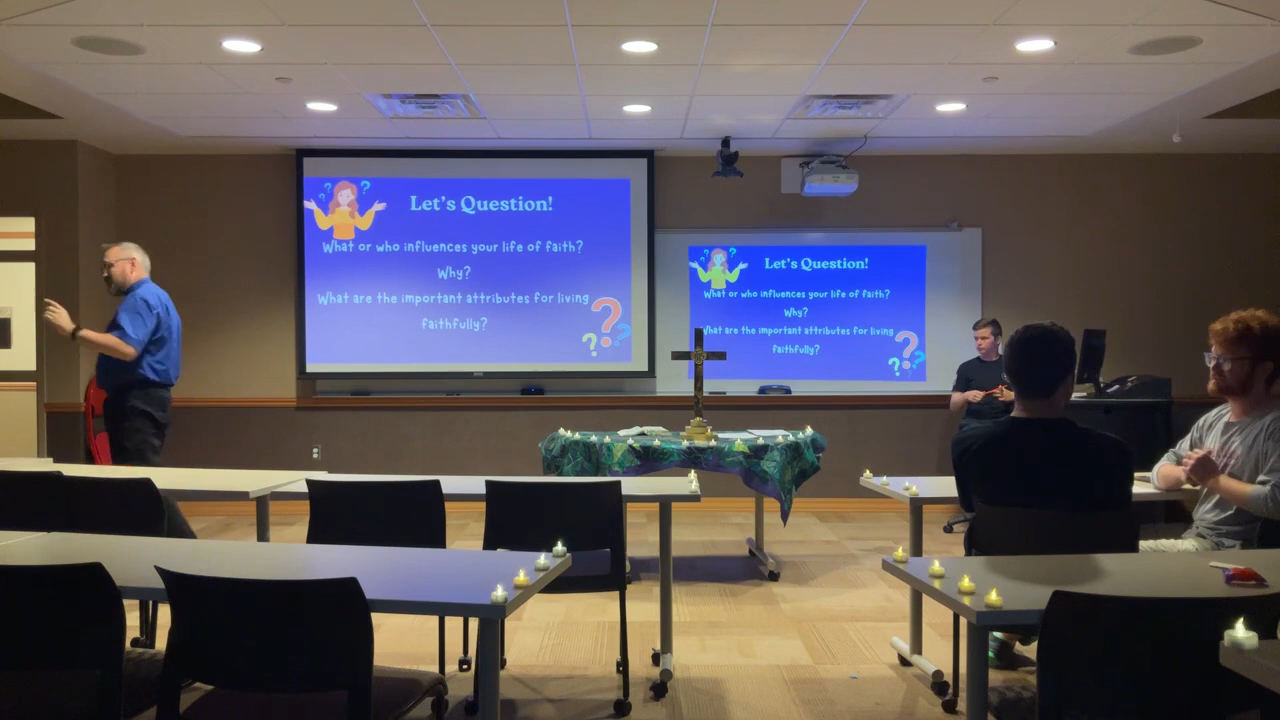 Let's Question!
What or who influences your life of faith?
Why?
What are the important attributes for living
faithfully?
Let's Question!
What or who influences your life of faith?
Why?
What are the important attributes for living
faithfully?